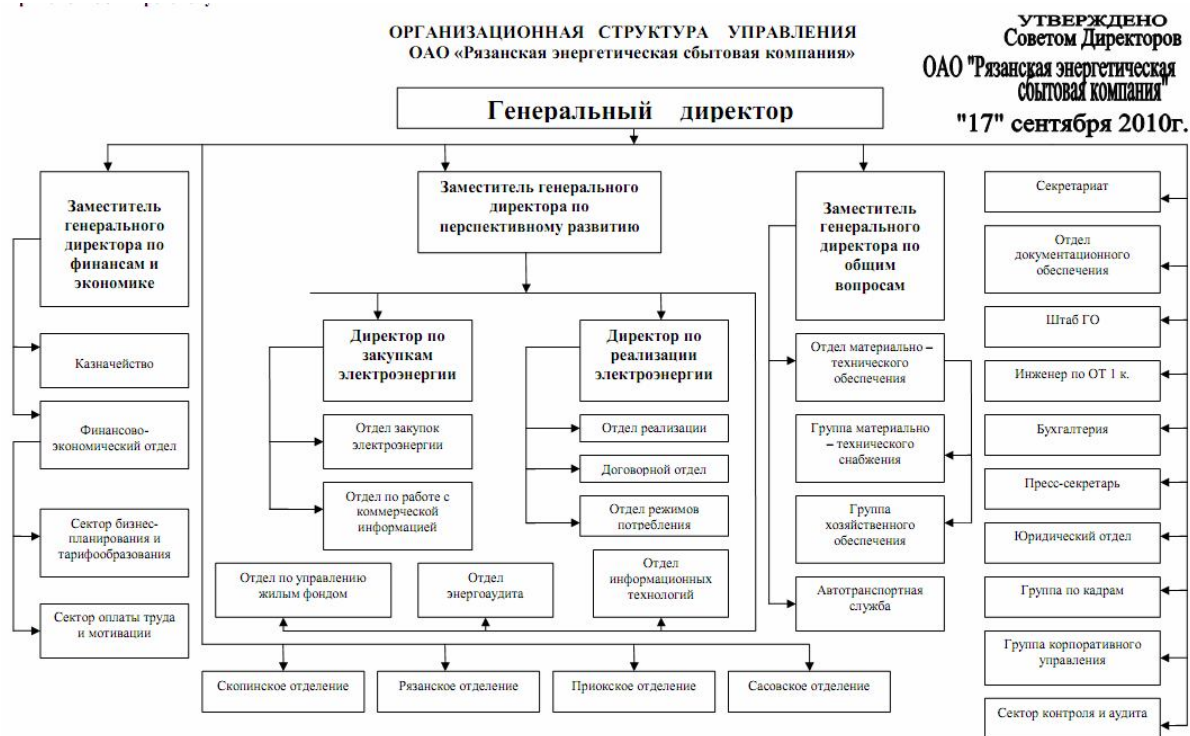 ОРГАНИЗАЦИОННАЯ СТРУКТУРА УПРАВЛЕНИЯ
ОАО «Рязанская энергетическая сбытовая компания»
УТВЕРЖДЕНО
Советом Директоров
ОАО "Рязанская энергетическая
сбытовая компания"
"17" сентября 2010г.
Генеральный директор
Заместитель
генерального
директора по
финансам и
экономике
Казначейство
Финансово-
экономический отдел
Сектор бизнес-
планирования и
тарифообразования
Сектор оплаты труда
и мотивации
Заместитель генерального
директора по
перспективному развитию
Директор по
закупкам
электроэнергии
Отдел закупок
электроэнергии
Отдел по работе с
коммерческой
информацией
Директор по
реализации
электроэнергии
Отдел реализации
Договорной отдел
Отдел режимов
потребления
Отдел по управлению
жилым фондом
Отдел
энергоаудита
Отдел
информационных
технологий
Заместитель
генерального
директора по
общим
вопросам
Отдел материально –
технического
обеспечения
Группа материально
– технического
снабжения
Группа
хозяйственного
обеспечения
Автотранспортная
служба
Секретариат
Отдел
документационного
обеспечения
Штаб ГО
Инженер по ОТ 1 к.
Бухгалтерия
Пресс-секретарь
Юридический отдел
Группа по кадрам
Группа корпоративного
управления
Сектор контроля и аудита
Скопинское отделение
Рязанское отделение
Приокское отделение
Сасовское отделение